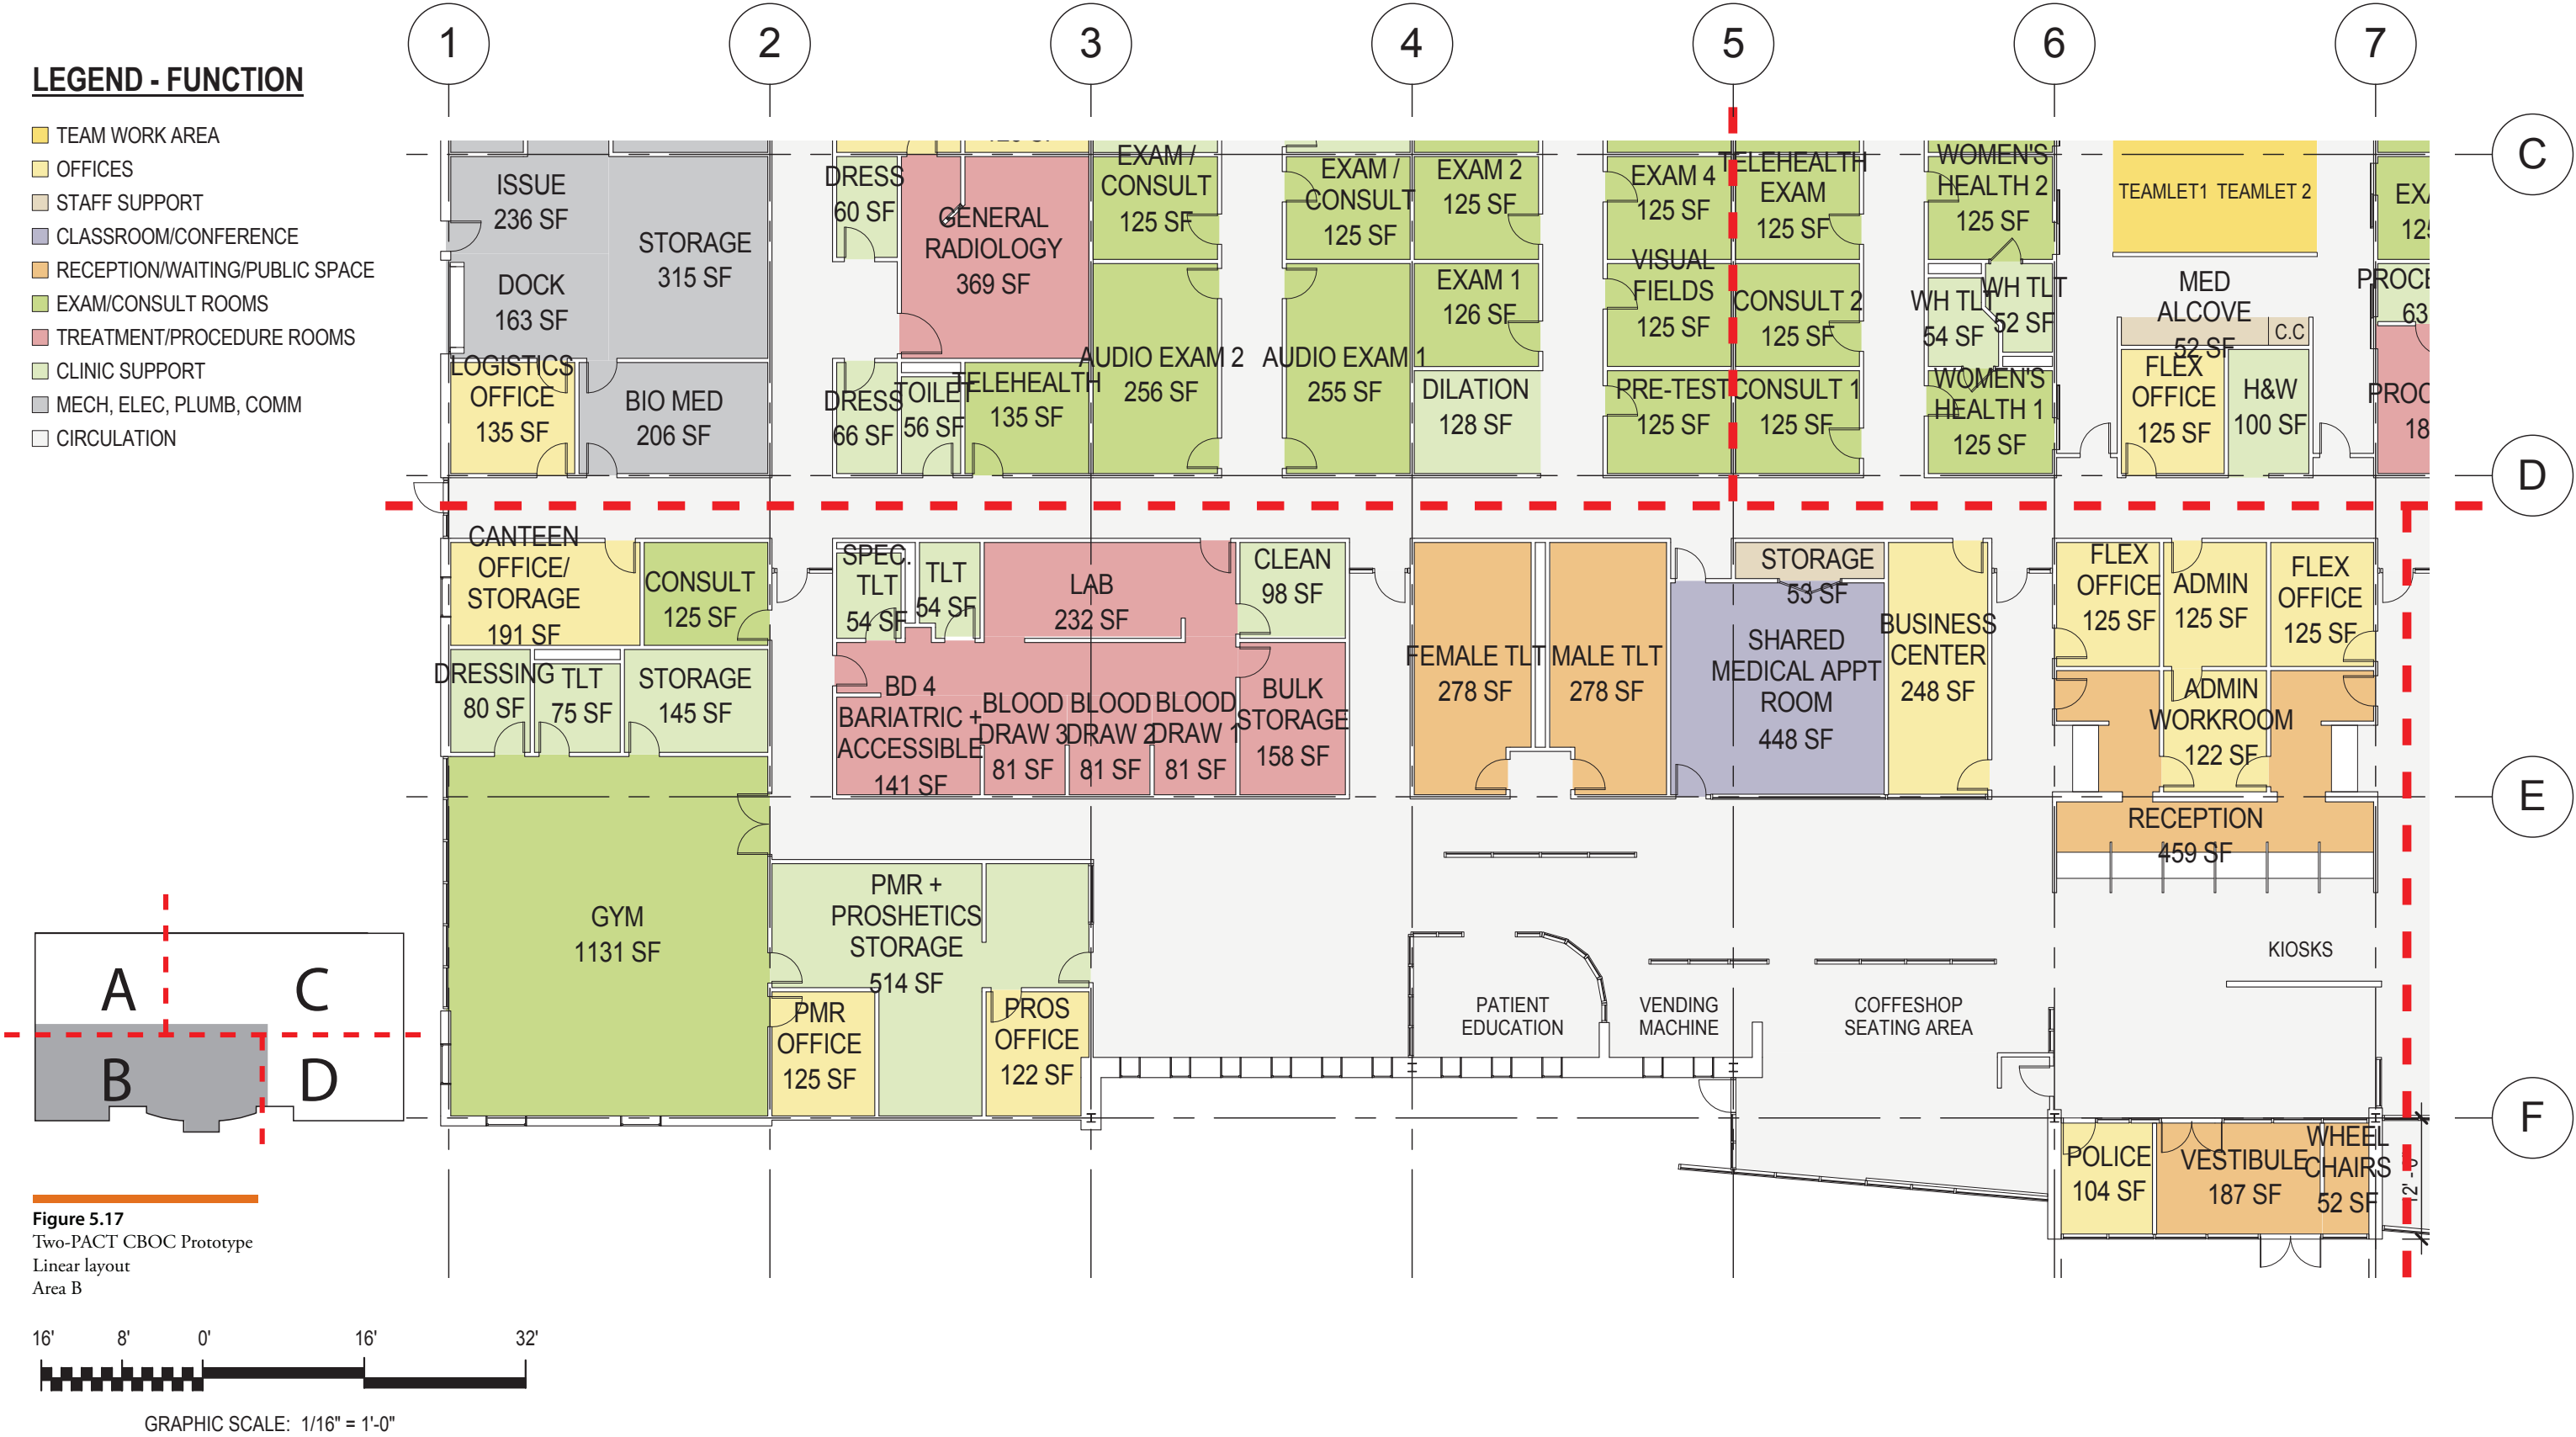 1 2 3 4 5 6 7
LEGEND - FUNCTION
TEAM WORK AREA
OFFICES
STAFF SUPPORT
CLASSROOM/CONFERENCE
RECEPTION/WAITING/PUBLIC SPACE
EXAM/CONSULT ROOMS
TREATMENT/PROCEDURE ROOMS
CLINIC SUPPORT
MECH, ELEC, PLUMB, COMM
CIRCULATION
C
D
E
F
ISSUE
236 SF
STORAGE
315 SF
DOCK
163 SF
LOGISTICS
OFFICE
135 SF
BIO MED
206 SF
DRESS
60 SF
GENERAL
RADIOLOGY
369 SF
DRESS
66 SF
TOILET
56 SF
TELEHEALTH
135 SF
EXAM /
CONSULT
125 SF
AUDIO EXAM 2
256 SF
EXAM /
CONSULT
125 SF
AUDIO EXAM 1
255 SF
EXAM 2
125 SF
EXAM 1
126 SF
DILATION
128 SF
EXAM 4
125 SF
VISUAL
FIELDS
125 SF
PRE-TEST
125 SF
TELEHEALTH
EXAM
125 SF
CONSULT 2
125 SF
CONSULT 1
125 SF
WOMEN'S
HEALTH 2
125 SF
WH TLT
54 SF
WH TLT
52 SF
WOMEN'S
HEALTH 1
125 SF
TEAMLET1 TEAMLET 2
MED
ALCOVE
52 SF
C.C
FLEX
OFFICE
125 SF
H&W
100 SF
EXA
125
PROCE
63
PROC
18
CANTEEN
OFFICE/
STORAGE
191 SF
CONSULT
125 SF
DRESSING
80 SF
TLT
75 SF
STORAGE
145 SF
GYM
1131 SF
SPEC.
TLT
54 SF
TLT
54 SF
LAB
232 SF
CLEAN
98 SF
BD 4
BARIATRIC +
ACCESSIBLE
141 SF
BLOOD
DRAW 3
81 SF
BLOOD
DRAW 2
81 SF
BLOOD
DRAW 1
81 SF
BULK
STORAGE
158 SF
FEMALE TLT
278 SF
MALE TLT
278 SF
STORAGE
53 SF
SHARED
MEDICAL APPT
ROOM
448 SF
BUSINESS
CENTER
248 SF
FLEX
OFFICE
125 SF
ADMIN
125 SF
FLEX
OFFICE
125 SF
ADMIN
WORKROOM
122 SF
RECEPTION
459 SF
PMR +
PROSHETICS
STORAGE
514 SF
PMR
OFFICE
125 SF
PROS
OFFICE
122 SF
PATIENT
EDUCATION
VENDING
MACHINE
COFFESHOP
SEATING AREA
KIOSKS
POLICE
104 SF
VESTIBULE
187 SF
WHEEL
CHAIRS
52 SF
A
C
B
D
Figure 5.17
Two-PACT CBOC Prototype
Linear layout
Area B
16' 8' 0' 16' 32'
GRAPHIC SCALE: 1/16" = 1'-0"